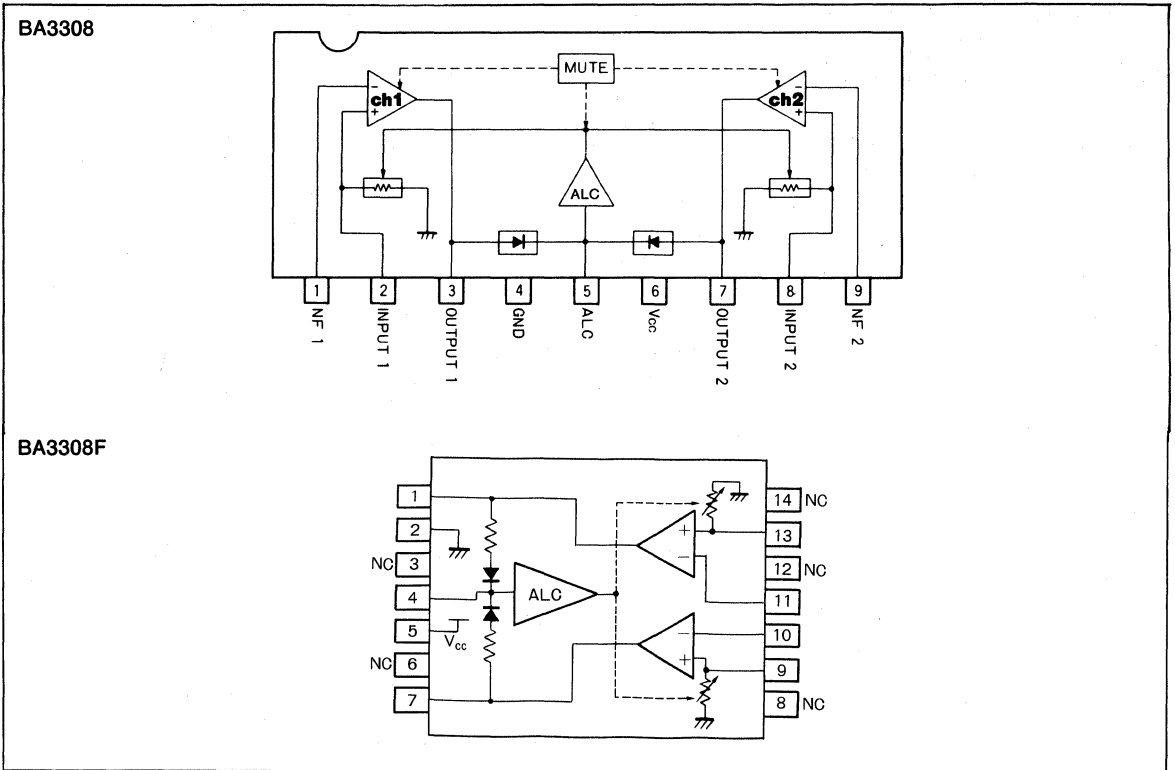 BA3308
MUTE
ch1
ch2
−
+
−
+
ALC
1
2
3
4
5
6
7
8
9
NF 1
INPUT 1
OUTPUT 1
GND
ALC
Vcc
OUTPUT 2
INPUT 2
NF 2
BA3308F
1
2
NC 3
4
5
Vcc
NC 6
7
ALC
+
−
−
+
14 NC
13
12 NC
11
10
9
8 NC